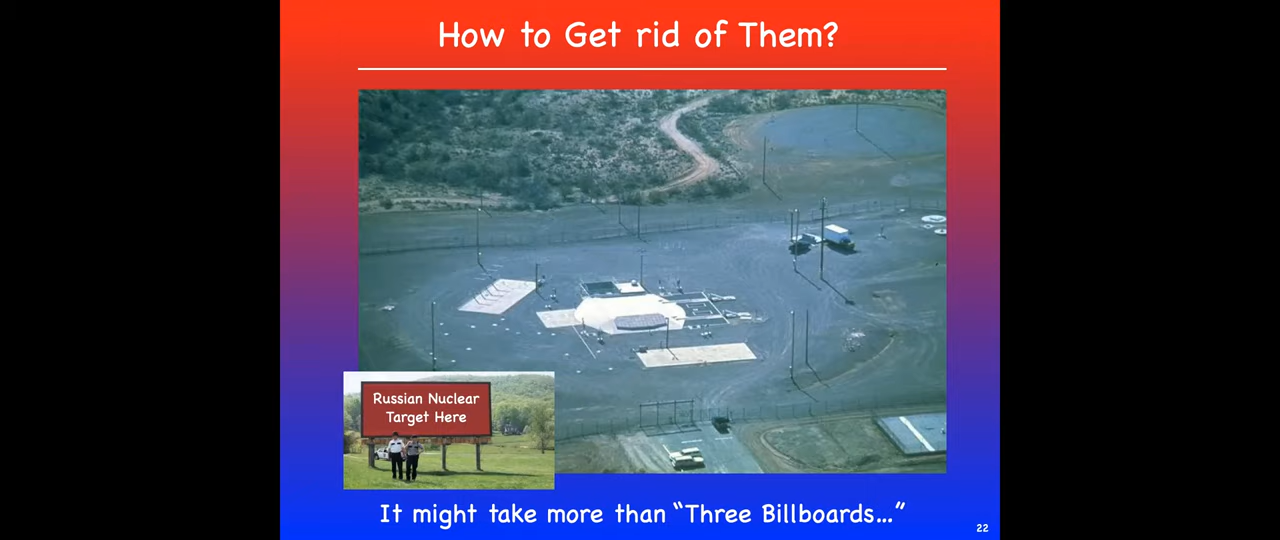 How to Get rid of Them?
Russian Nuclear
Target Here
It might take more than “Three Billboards...”
22